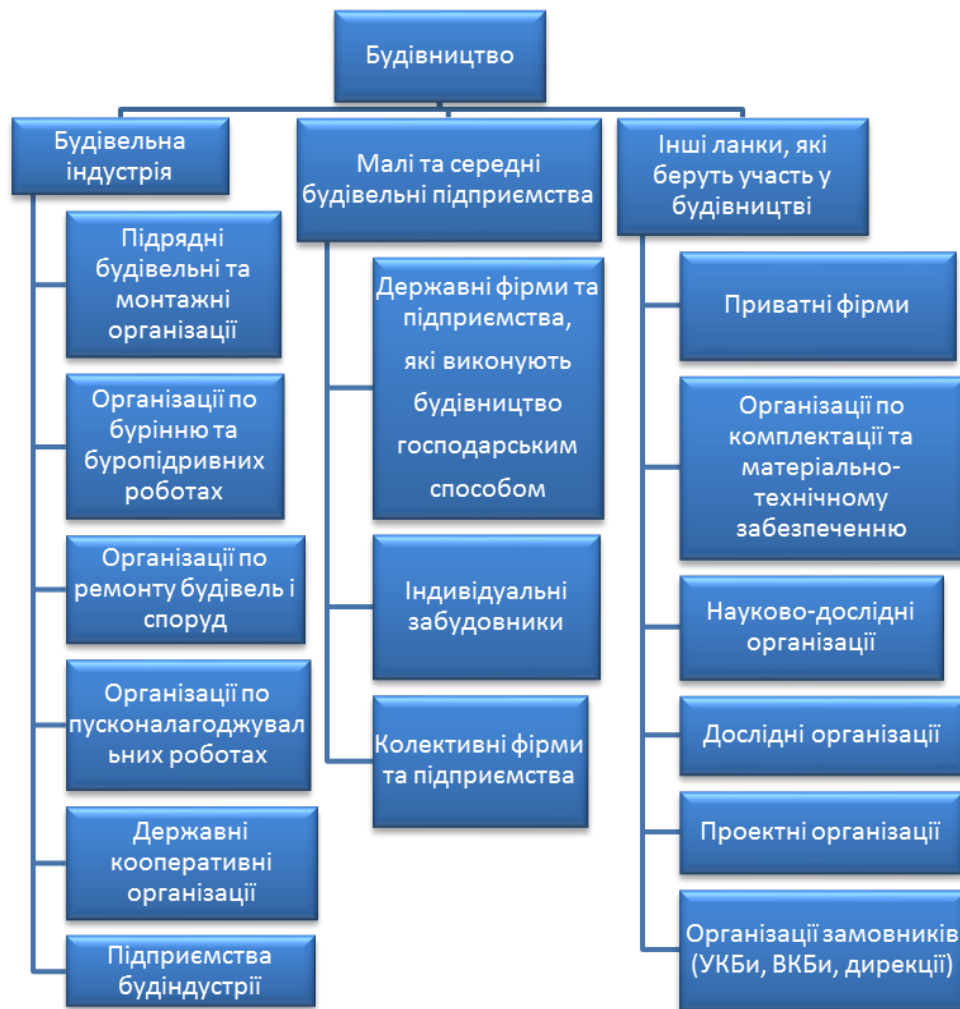 Будівництво
Будівельна
індустрія
Підрядні
будівельні та
монтажні
організації
Організації по
бурінню та
буропідривних
роботах
Організації по
ремонту будівель і
споруд
Організації по
пусконалагоджувал
ьних роботах
Державні
кооперативні
організації
Підприємства
будіндустрії
Малі та середні
будівельні підприємства
Державні фірми та
підприємства,
які виконують
будівництво
господарським
способом
Індивідуальні
забудовники
Колективні фірми
та підприємства
Інші ланки, які
беруть участь у
будівництві
Приватні фірми
Організації по
комплектації та
матеріально-
технічному
забезпеченню
Науково-дослідні
організації
Дослідні організації
Проектні організації
Організації замовників
(УКБи, ВКБи, дирекції)